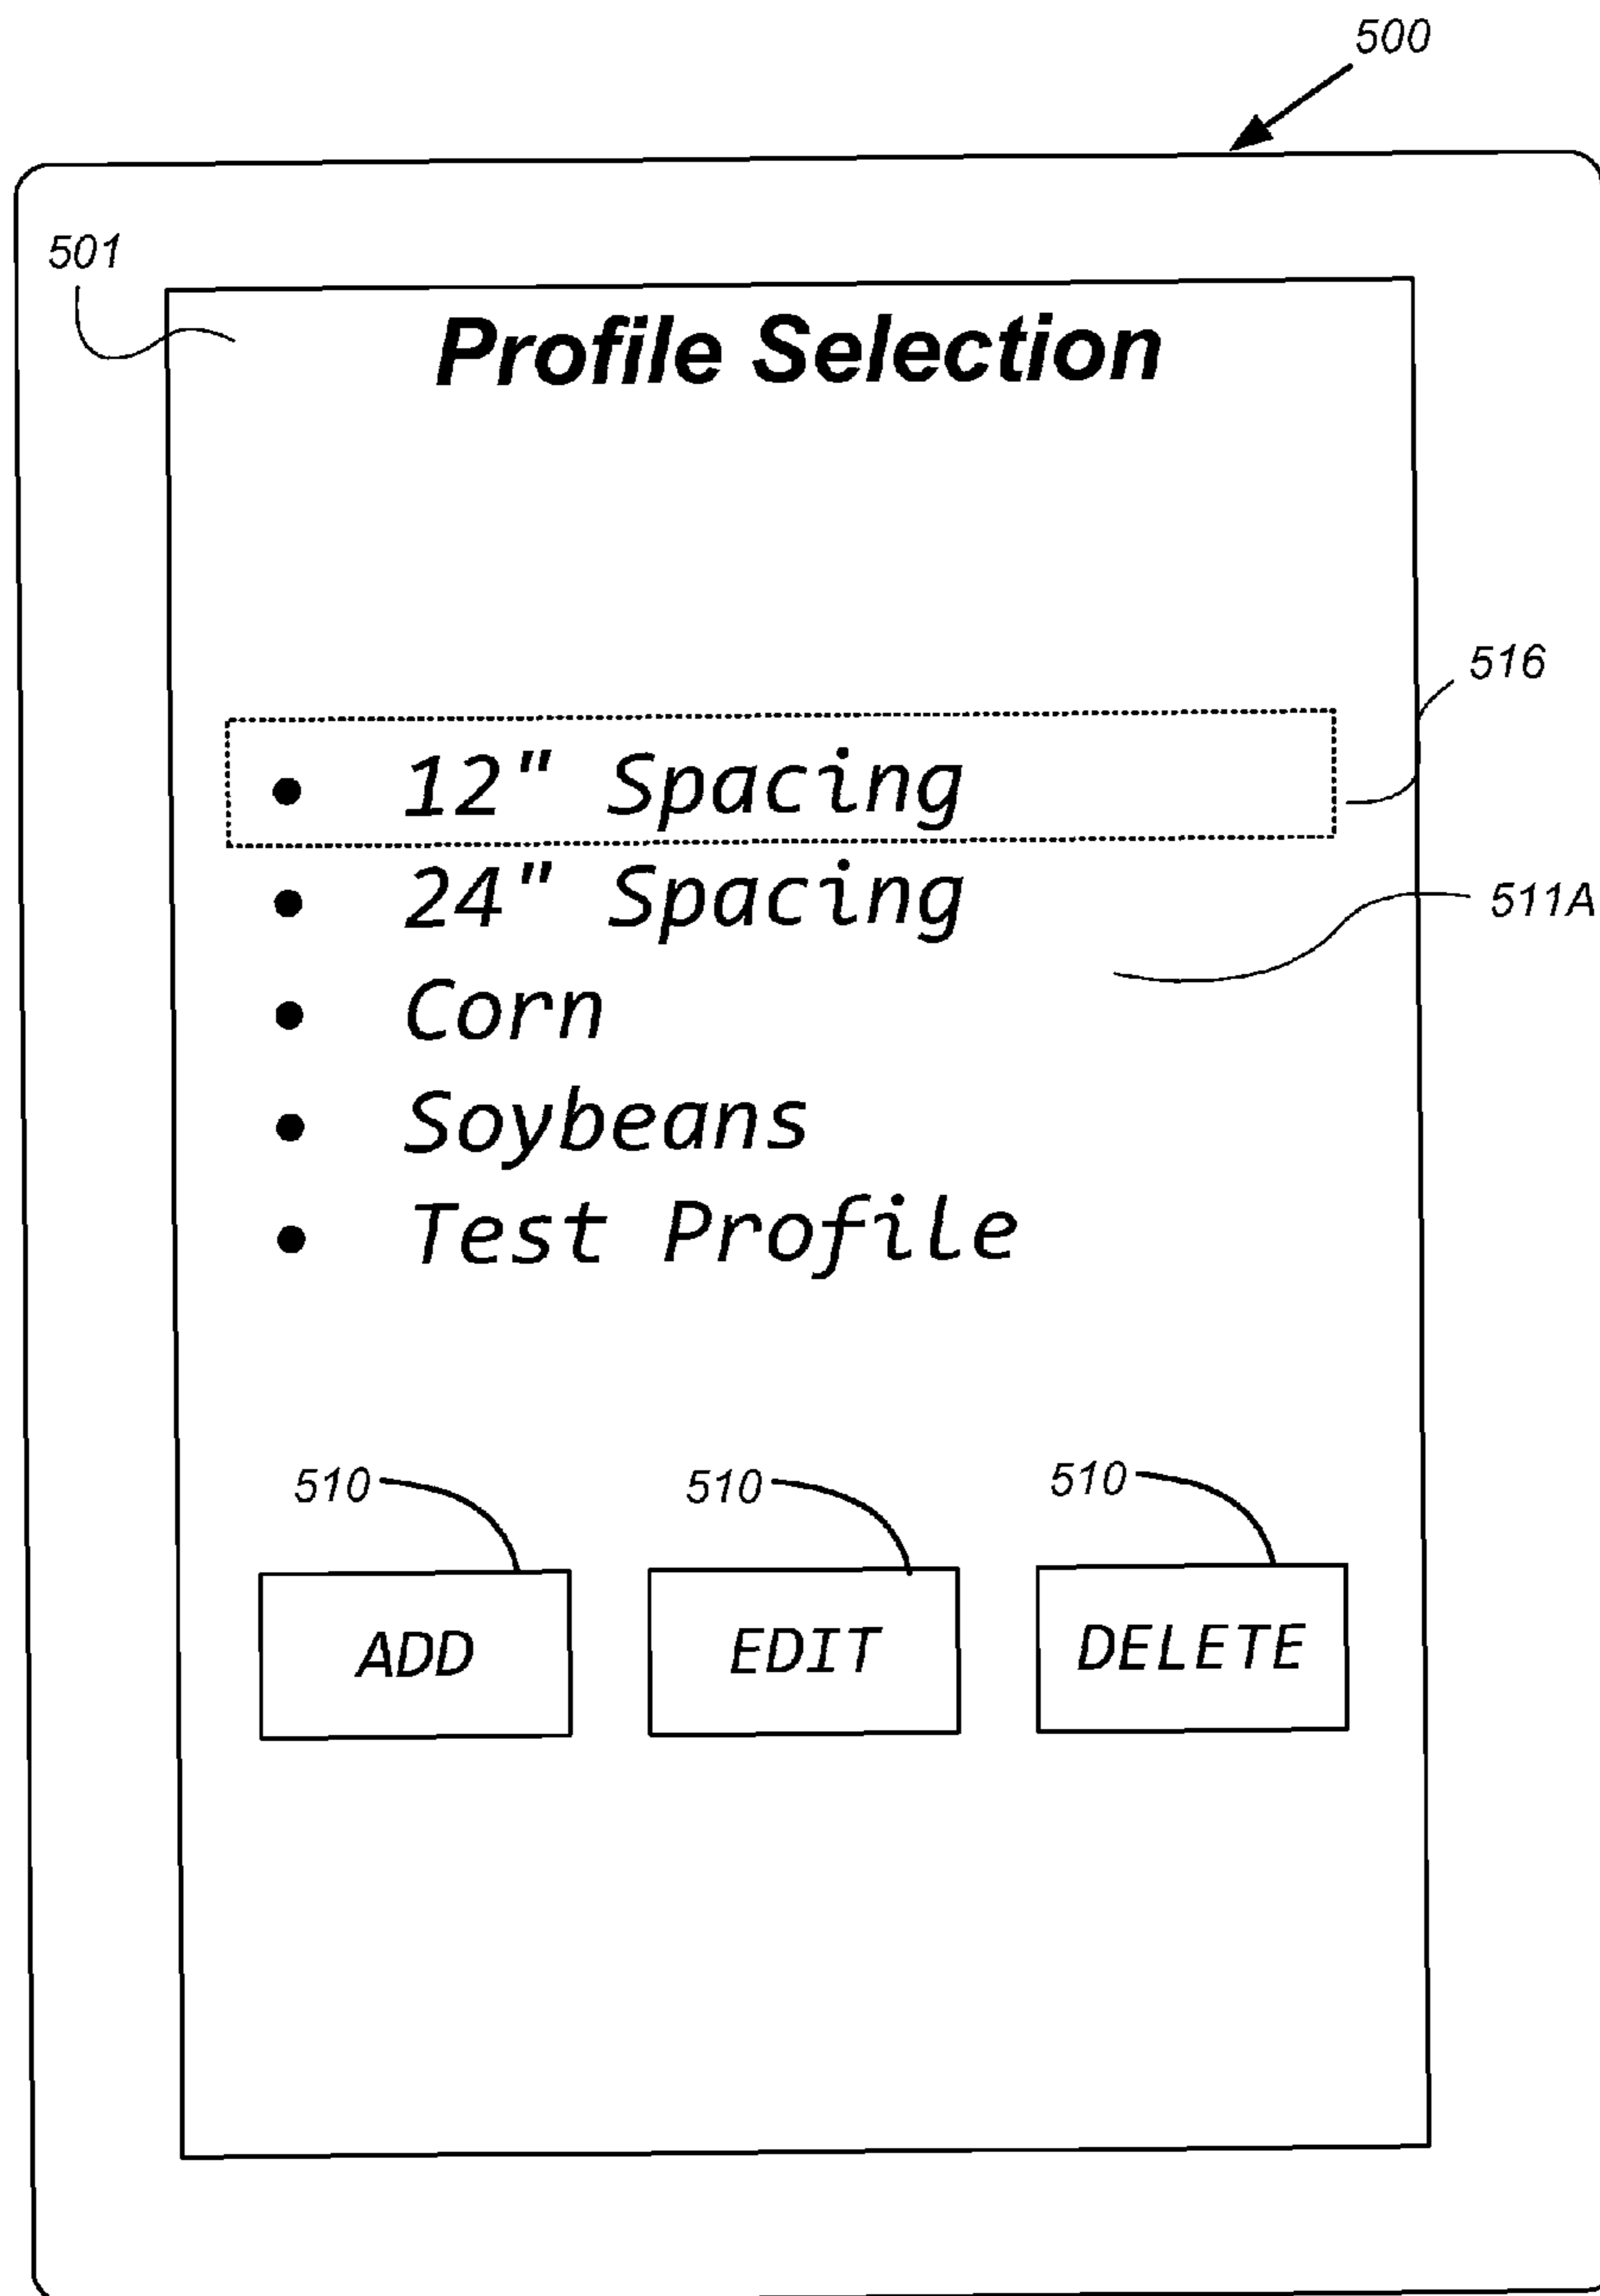 500
501
Profile Selection
516
• 12" Spacing
• 24" Spacing
511A
• Corn
• Soybeans
• Test Profile
510 510 510
ADD EDIT DELETE